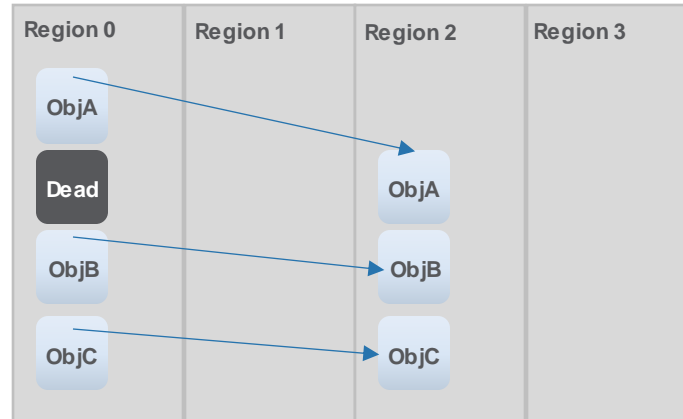 Region 0
Region 1
Region 2
Region 3
ObjA
Dead
ObjA
ObjB
ObjB
ObjC
ObjC